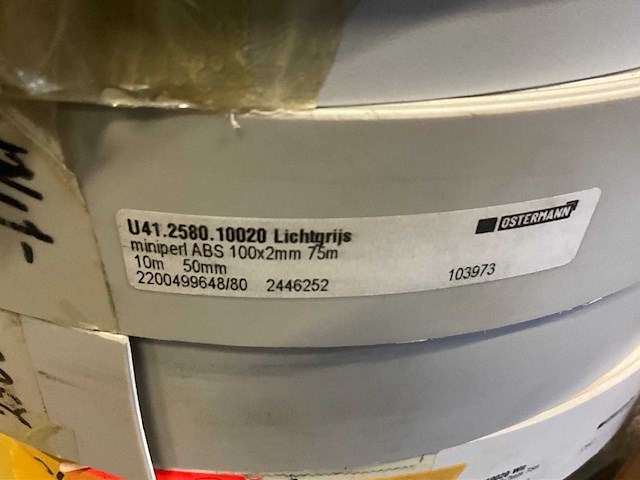 U41.2580.10020 Lichtgrijs
miniperl ABS 100x2mm 75m
10m 50mm
2200499648/80 2446252
OSTERMANN
103973